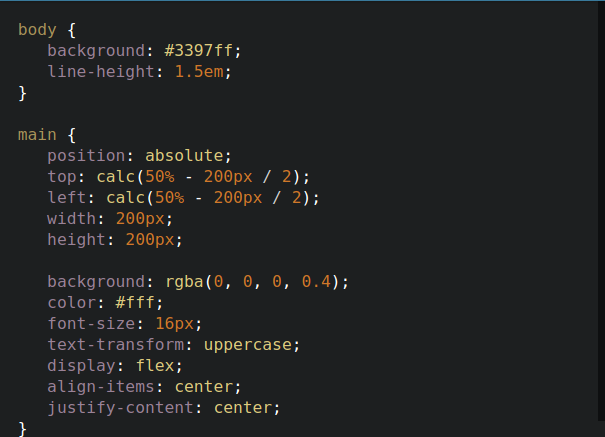 body {
   background: #3397ff;
   line-height: 1.5em;
}

main {
   position: absolute;
   top: calc(50% - 200px / 2);
   left: calc(50% - 200px / 2);
   width: 200px;
   height: 200px;

   background: rgba(0, 0, 0, 0.4);
   color: #fff;
   font-size: 16px;
   text-transform: uppercase;
   display: flex;
   align-items: center;
   justify-content: center;
}